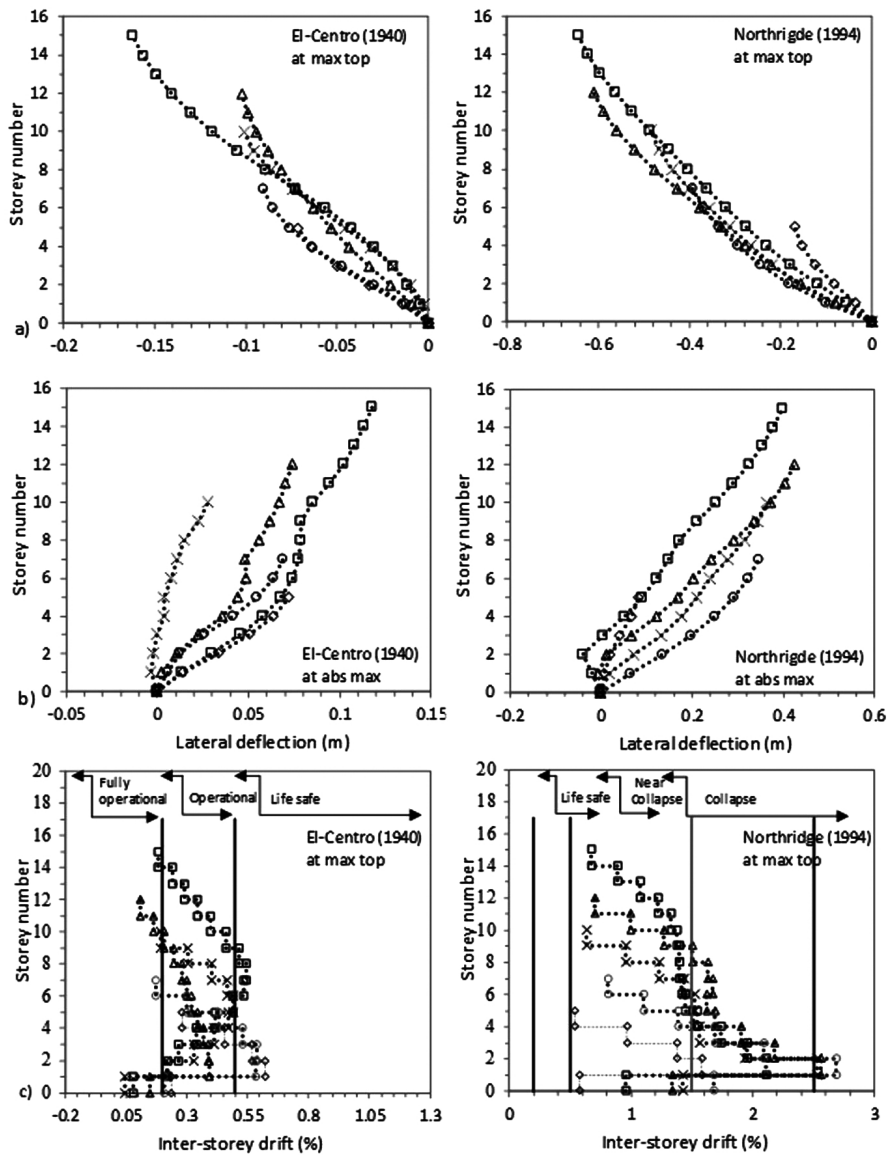 16
14
12
10
8
6
4
2
0
Storey number
El-Centro (1940)
at max top
a)
-0.2
-0.15
-0.1
-0.05
0
16
14
12
10
8
6
4
2
0
Storey number
Northrigde (1994)
at max top
-0.8
-0.6
-0.4
-0.2
0
16
14
12
10
8
6
4
2
0
Storey number
El-Centro (1940)
at abs max
b)
-0.05
0
0.05
0.1
0.15
Lateral deflection (m)
16
14
12
10
8
6
4
2
0
Storey number
Northrigde (1994)
at abs max
-0.2
0
0.2
0.4
0.6
Lateral deflection (m)
20
18
16
14
12
10
8
6
4
2
0
Storey number
Fully
operational
Operational
Life safe
El-Centro (1940)
at max top
c)
-0.2
0.05
0.3
0.55
0.8
1.05
1.3
Inter-storey drift (%)
20
18
16
14
12
10
8
6
4
2
0
Storey number
Life safe
Near
Collapse
Collapse
Northridge (1994)
at max top
0
1
2
3
Inter-storey drift (%)